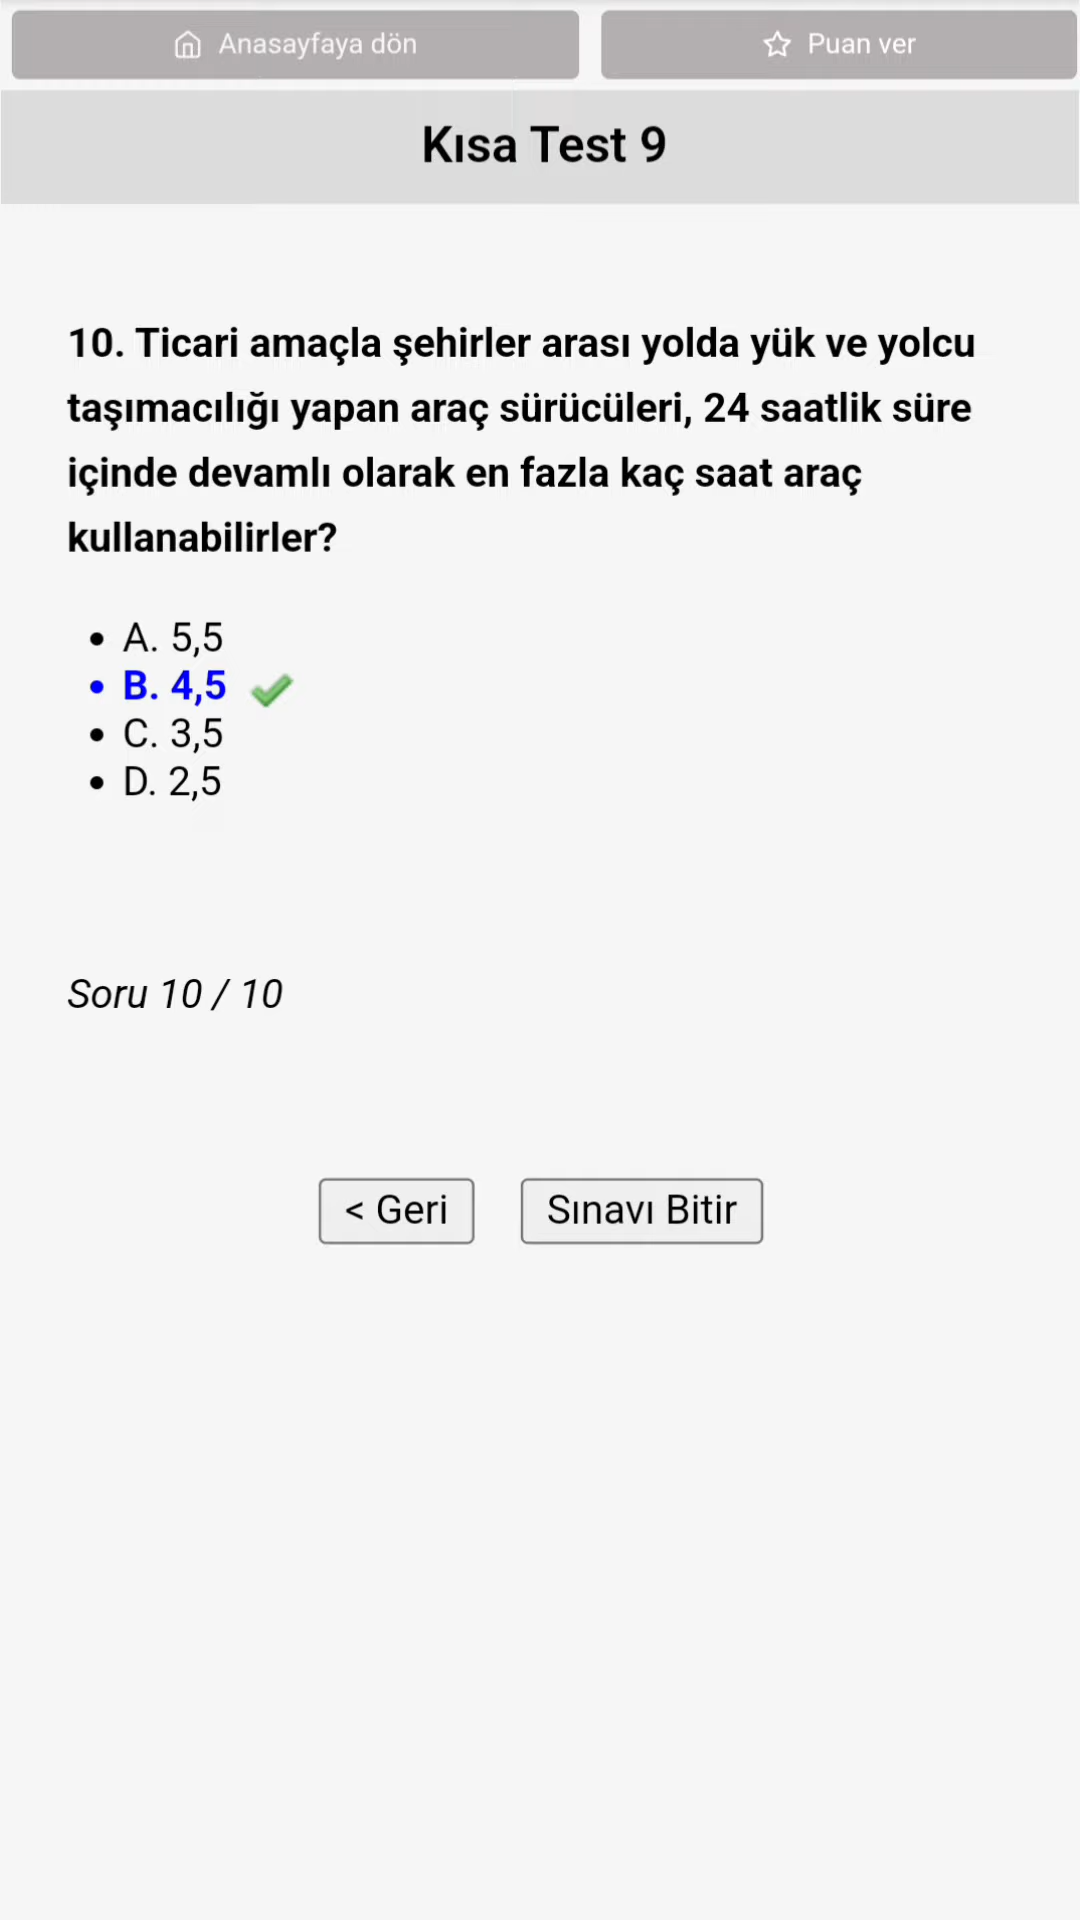 Anasayfaya dön
Puan ver
Kısa Test 9
10. Ticari amaçla şehirler arası yolda yük ve yolcu
taşımacılığı yapan araç sürücüleri, 24 saatlik süre
içinde devamlı olarak en fazla kaç saat araç
kullanabilirler?
• A. 5,5
• B. 4,5
• C. 3,5
• D. 2,5
Soru 10 / 10
< Geri
Sınavı Bitir